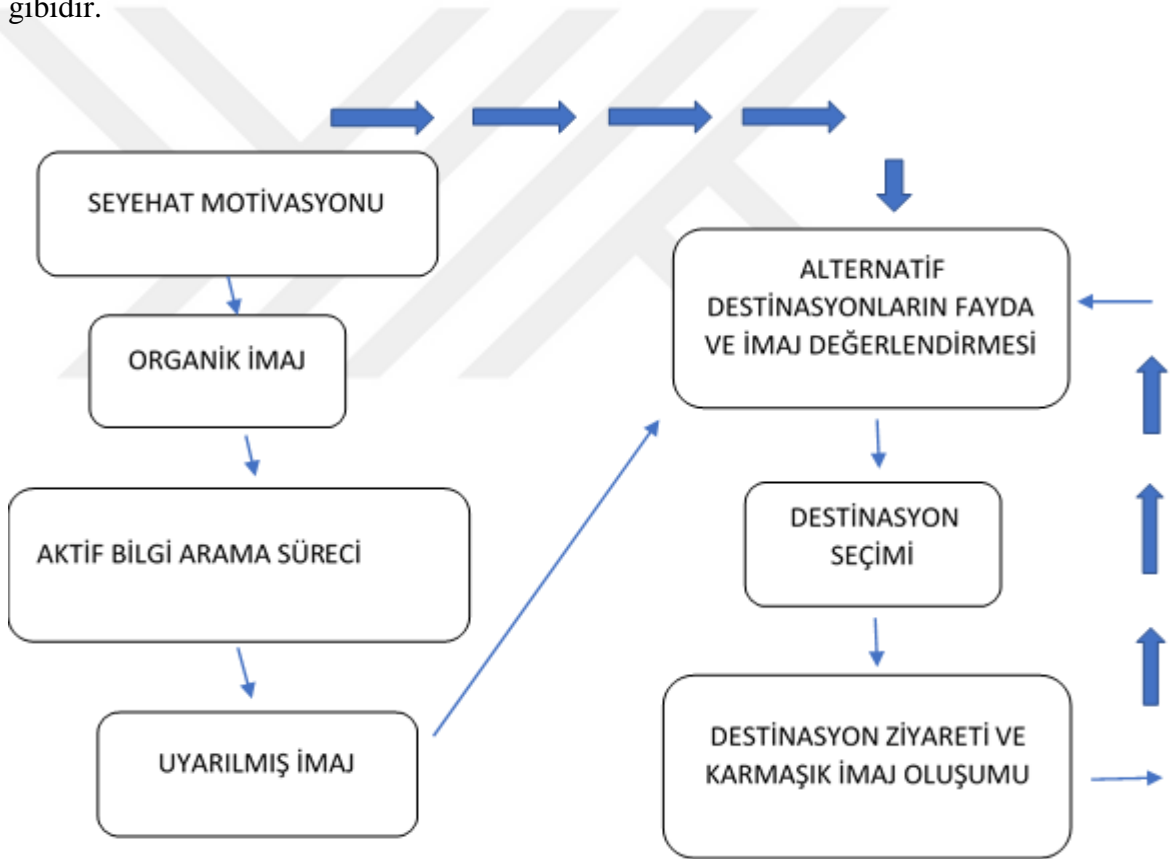 gibidir.
SEYEHAT MOTİVASYONU
ORGANİK İMAJ
AKTİF BİLGİ ARAMA SÜRECİ
UYARILMIŞ İMAJ
ALTERNATİF
DESTİNASYONLARIN FAYDA
VE İMAJ DEĞERLENDİRMESİ
DESTİNASYON
SEÇİMİ
DESTİNASYON ZİYARETİ VE
KARMAŞIK İMAJ OLUŞUMU